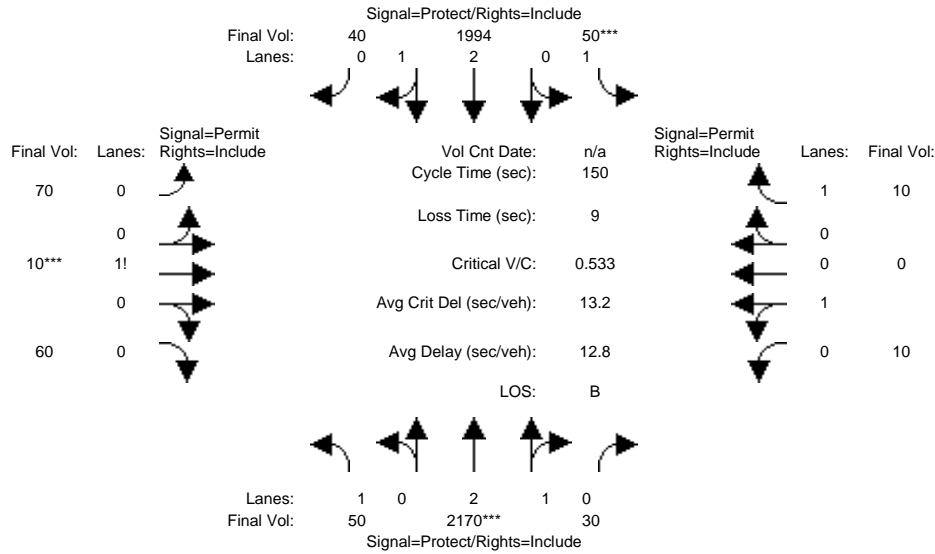 Signal=Protect/Rights=Include
Final Vol: 40 1994 50***
Lanes: 0 1 2 0 1
Signal=Permit
Final Vol: Lanes: Rights=Include
Vol Cnt Date: n/a
Signal=Permit
Rights=Include Lanes: Final Vol:
Cycle Time (sec): 150
70 0
1 10
Loss Time (sec): 9
0
0
10*** 1!
Critical V/C: 0.533
0 0
0
Avg Crit Del (sec/veh): 13.2
1
60 0
Avg Delay (sec/veh): 12.8
0 10
LOS: B
Lanes: 1 0 2 1 0
Final Vol: 50 2170*** 30
Signal=Protect/Rights=Include